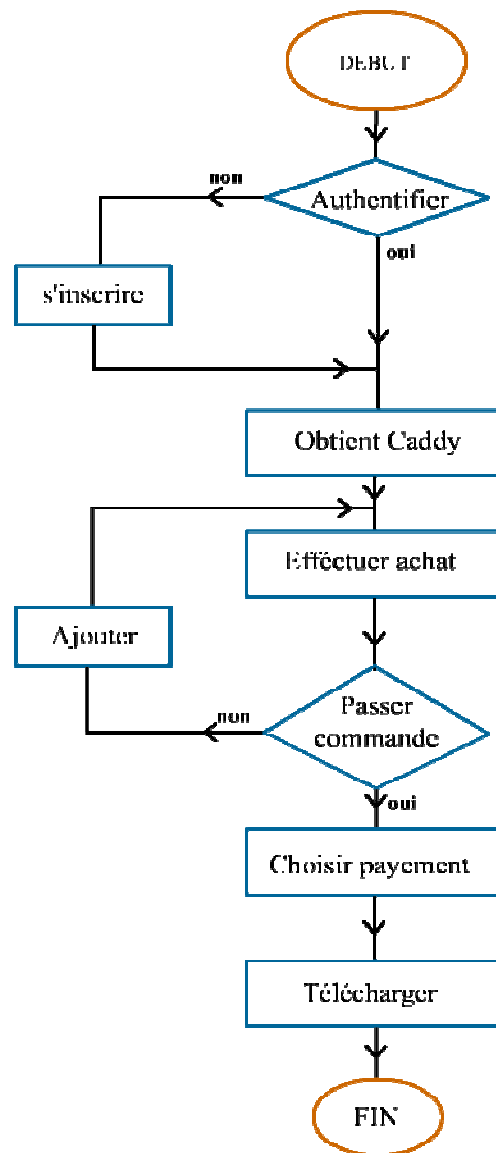 DEBUT
non
Authentifier
oui
s'inscrire
Obtient Caddy
Efféctuer achat
Ajouter
Passer
commande
non
oui
Choisir payement
Télécharger
FIN